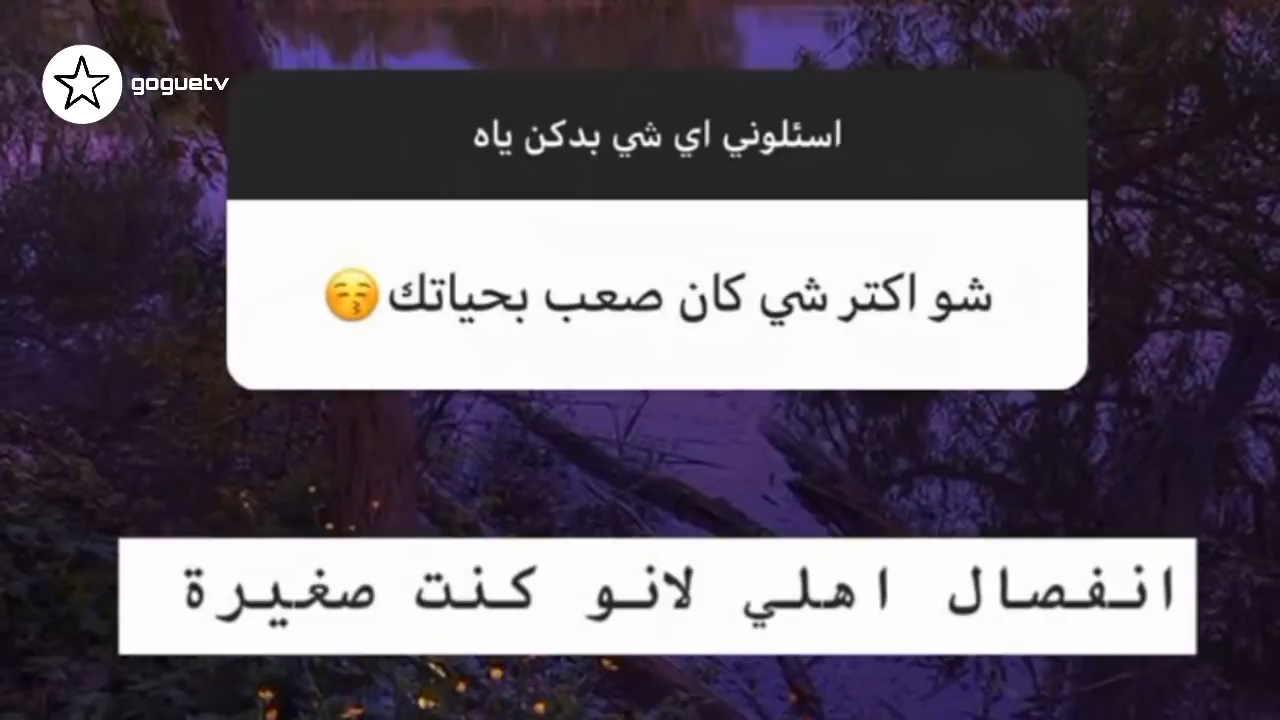 goguetv
اسئلوني اي شي بدكن ياه
شو اكتر شي كان صعب بحياتك😚
انفصال اهلي لانو كنت صغيرة